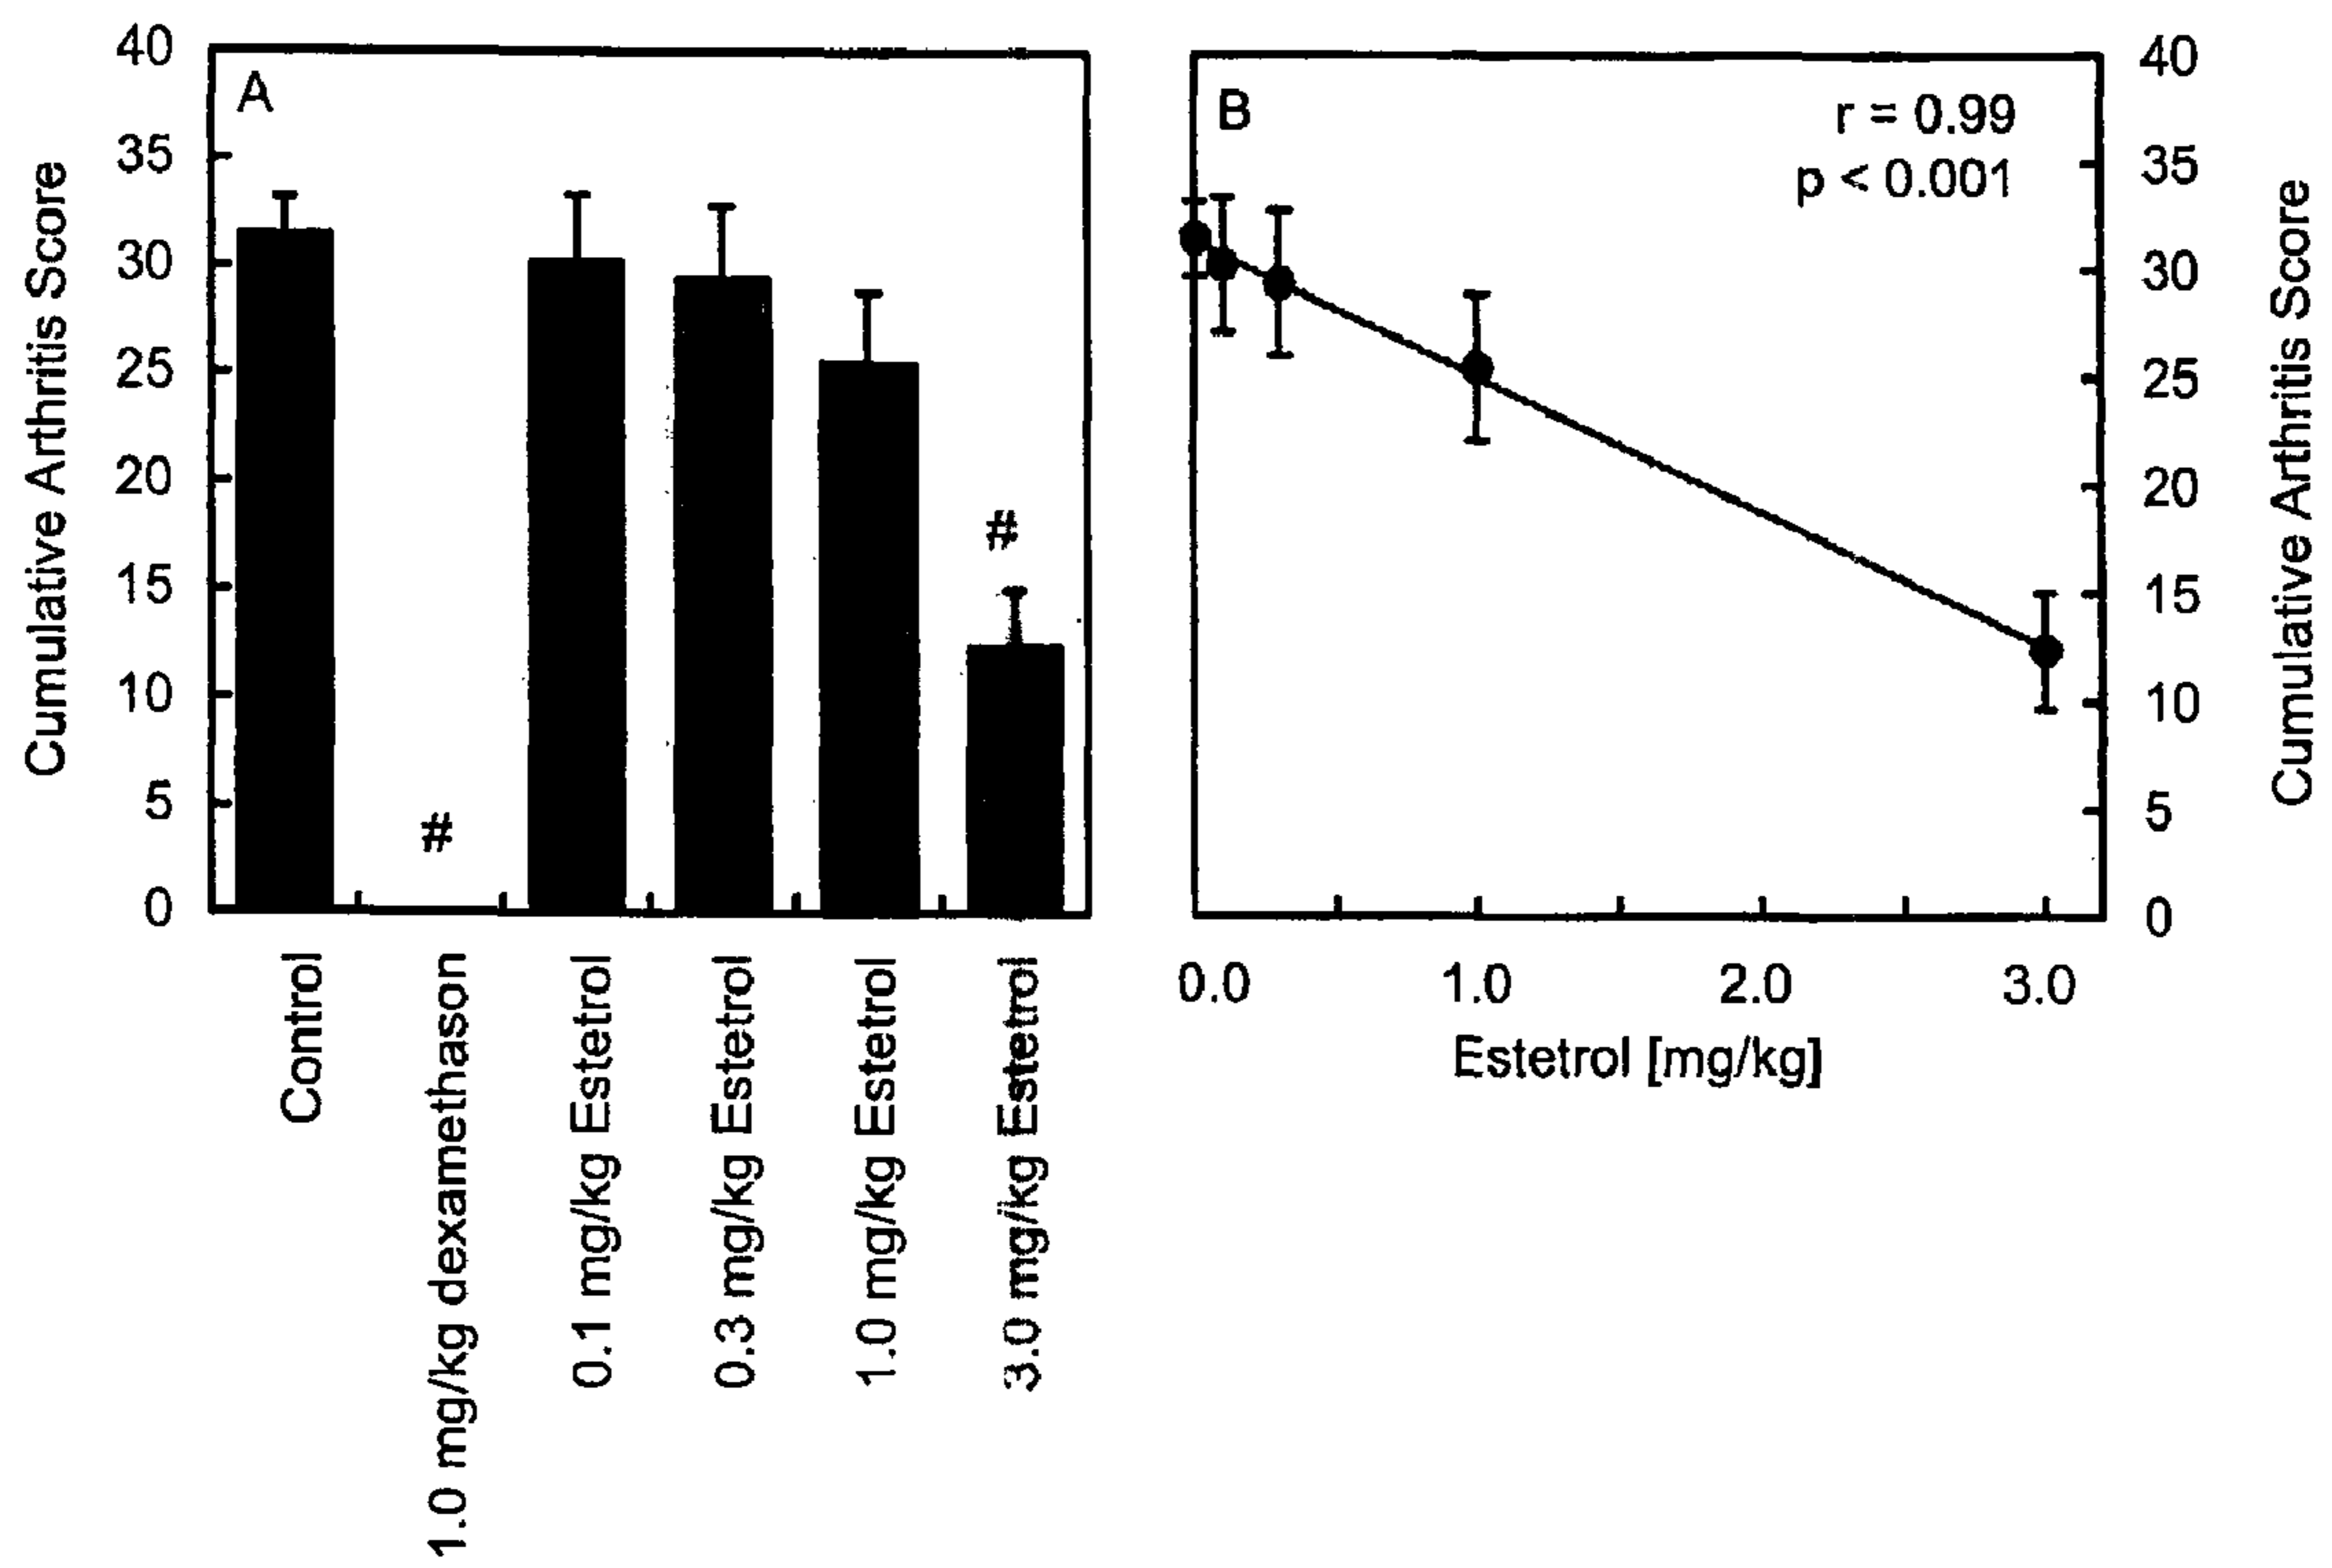 Cumulative Arthritis Score
40
35
30
25
20
15
10
5
0
A
#
#
Control
1.0 mg/kg dexamethason
0.1 mg/kg Estetrol
0.3 mg/kg Estetrol
1.0 mg/kg Estetrol
3.0 mg/kg Estetrol
B
r = 0.99
p < 0.001
0.0 1.0 2.0 3.0
Estetrol [mg/kg]
40
35
30
25
20
15
10
5
0
Cumulative Arthritis Score